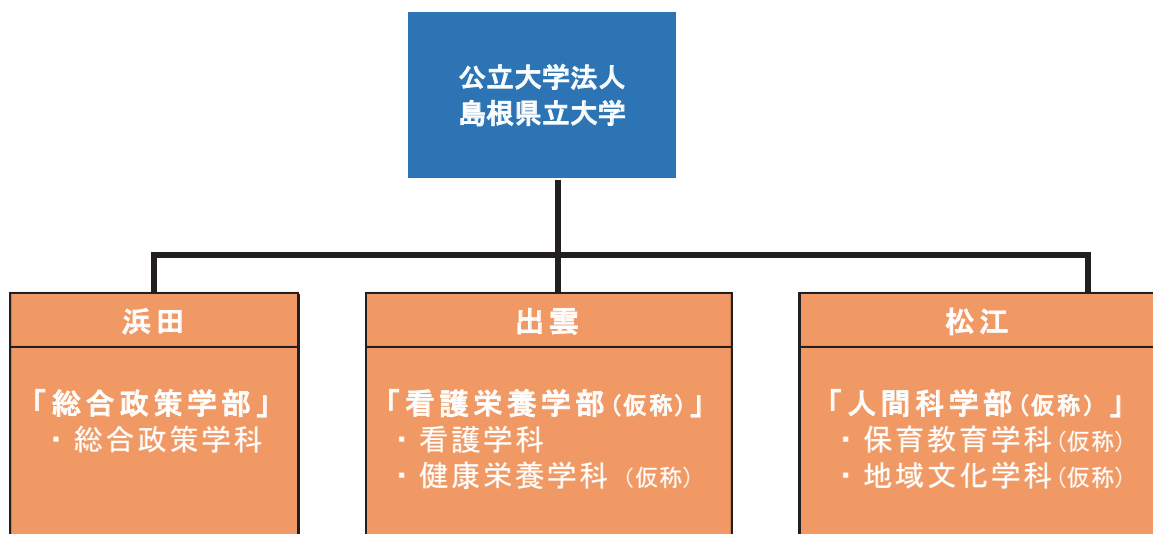 公立大学法人
島根県立大学
浜田
「総合政策学部」
・総合政策学科
出雲
「看護栄養学部(仮称)」
・看護学科
・健康栄養学科（仮称）
松江
「人間科学部(仮称）」
・保育教育学科(仮称)
・地域文化学科(仮称)